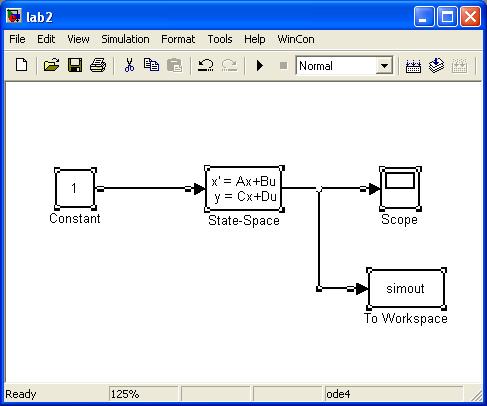 lab2
File Edit View Simulation Format Tools Help WinCon
Normal
1
Constant
x' = Ax+Bu
y = Cx+Du
State-Space
Scope
simout
To Workspace
Ready 125% ode4